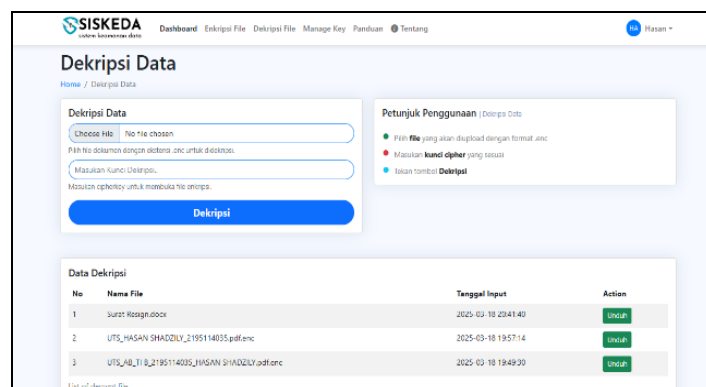 SISKEDA
sistem keamanan data
Dashboard Enkripsi File Dekripsi File Manage Key Panduan Tentang
HA Hasan
Dekripsi Data
Home / Dekripsi Data
Dekripsi Data
Choose File No file chosen
Pilih file dokumen dengan ekstensi .enc untuk didekripsi.
Masukan Kunci Dekripsi..
Masukan cipherkey untuk membuka file enkripsi.
Dekripsi
Petunjuk Penggunaan | Dekripsi Data
Pilih file yang akan diupload dengan format .enc
Masukan kunci cipher yang sesuai
Tekan tombol Dekripsi
Data Dekripsi
No Nama File Tanggal Input Action
1 Surat Resign.docx 2025-03-18 20:41:40 Unduh
2 UTS_HASAN SHADZILY_2195114035.pdf.enc 2025-03-18 19:57:14 Unduh
3 UTS_AB_TI B_2195114035_HASAN SHADZILY.pdf.enc 2025-03-18 19:49:30 Unduh
List of decrypt file